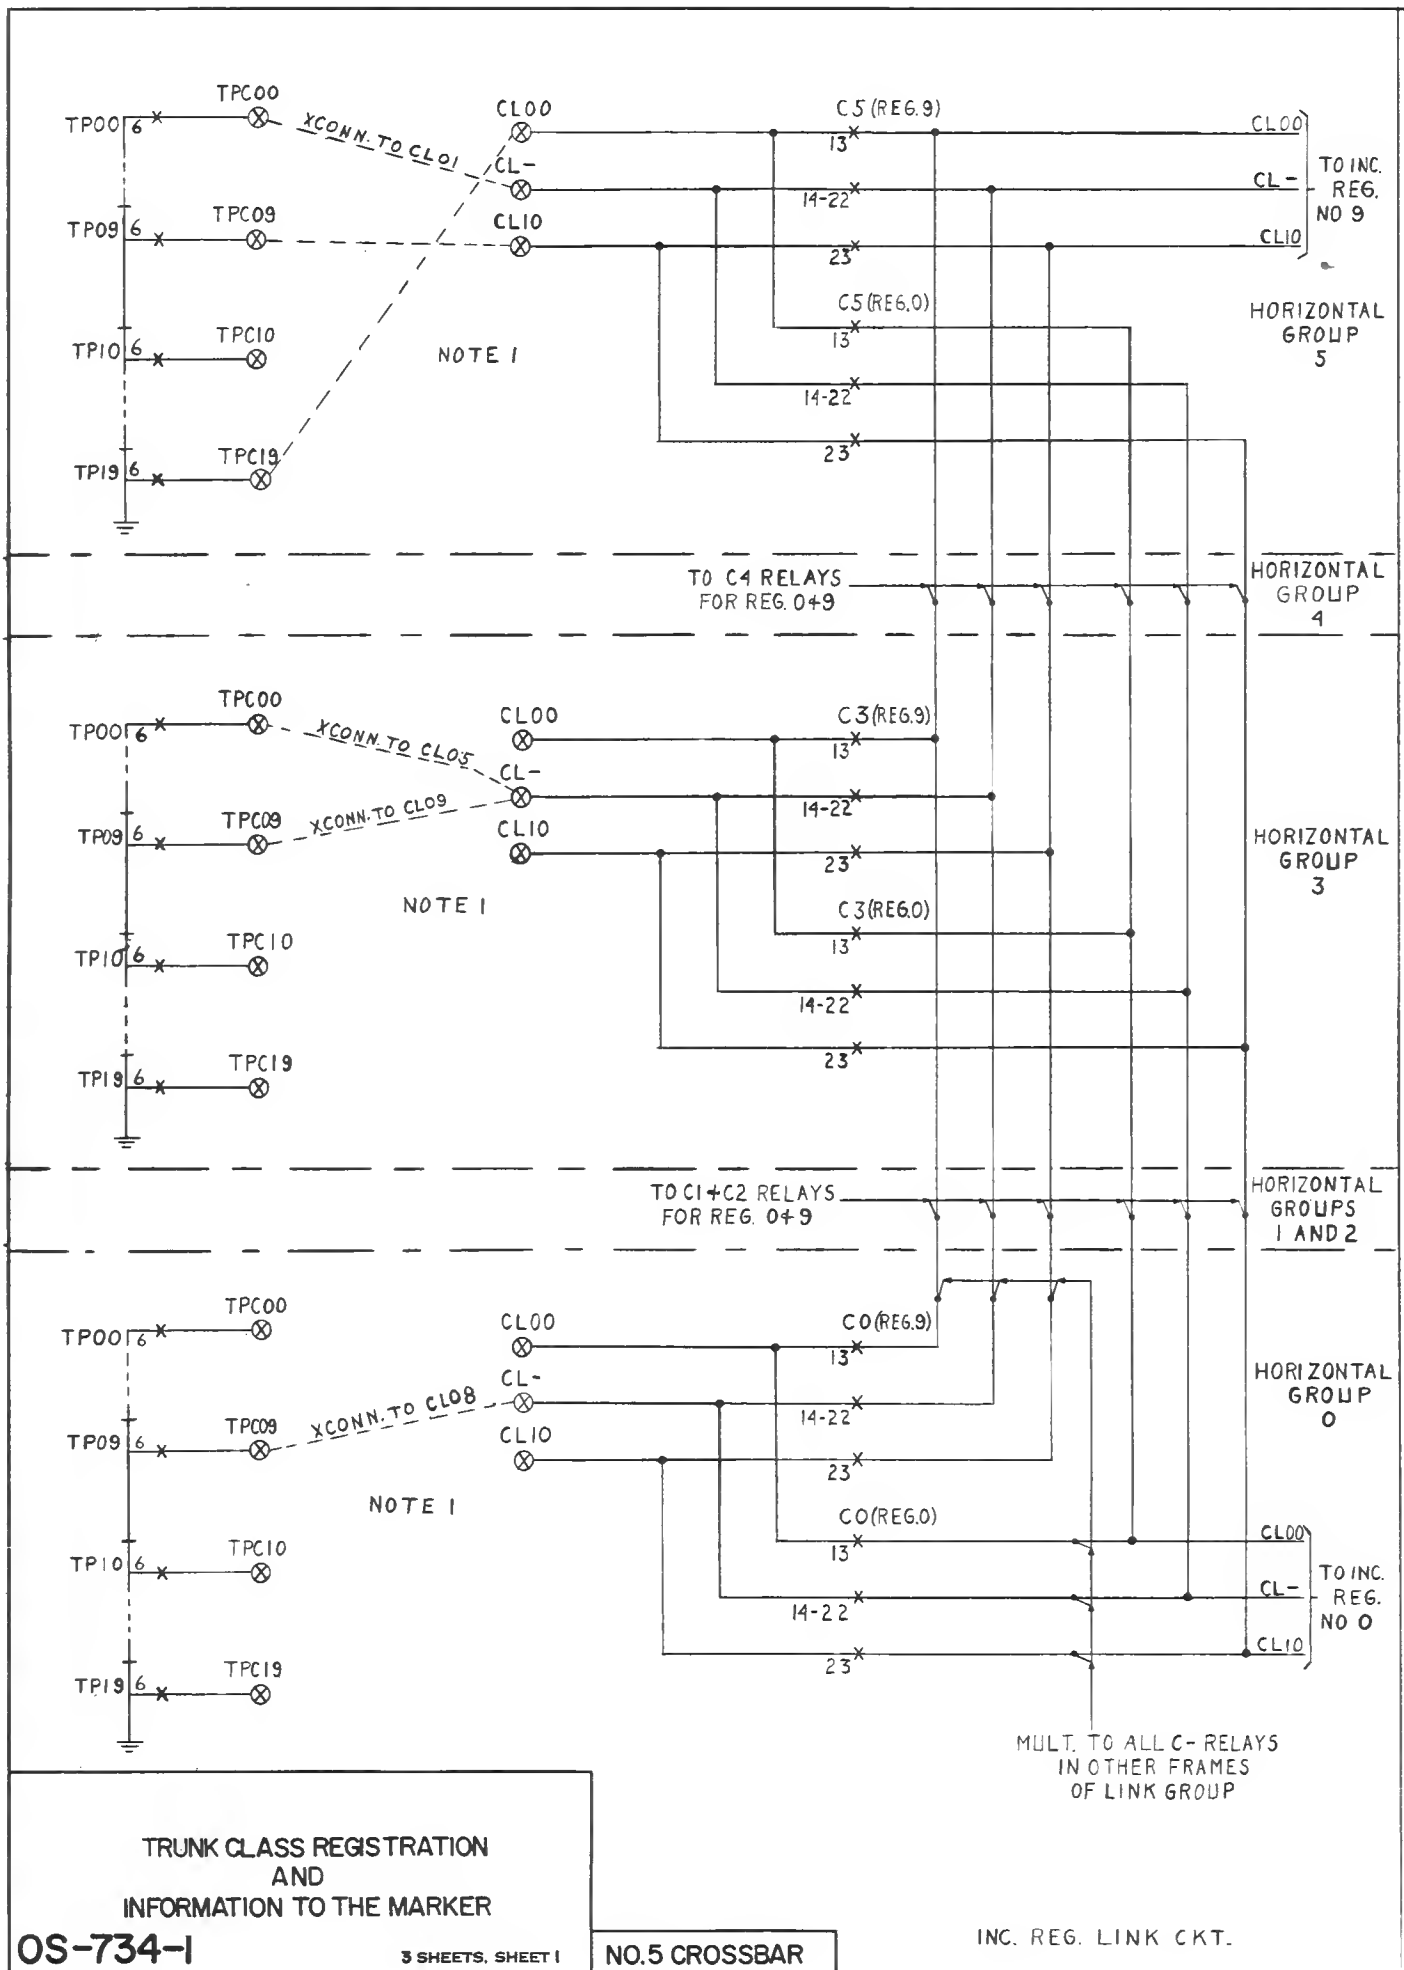 TPC00
CL00
C5(REG.9)
CL00
TP00
6
XCONN. TO CL01
13
TO INC.
REG.
NO 9
CL-
14-22
CL-
TPC09
TP09
6
CL10
23
CL10
C5(REG.0)
HORIZONTAL
GROUP
5
13
TPC10
TP10
6
NOTE 1
14-22
TPC19
TP19
6
23
TO C4 RELAYS
FOR REG. 0+9
HORIZONTAL
GROUP
4
TPC00
CL00
C3(REG.9)
TP00
6
XCONN. TO CL05
13
CL-
14-22
TPC09
TP09
6
XCONN. TO CL09
CL10
23
HORIZONTAL
GROUP
3
NOTE 1
C3(REG.0)
13
TPC10
TP10
6
14-22
TPC19
TP19
6
23
TO C1+C2 RELAYS
FOR REG. 0+9
HORIZONTAL
GROUPS
1 AND 2
TPC00
CL00
C0(REG.9)
TP00
6
13
CL-
14-22
HORIZONTAL
GROUP
0
TPC09
TP09
6
XCONN. TO CL08
CL10
23
NOTE 1
C0(REG.0)
13
CL00
TPC10
TP10
6
14-22
CL-
TO INC.
REG.
NO 0
TPC19
TP19
6
23
CL10
MULT. TO ALL C- RELAYS
IN OTHER FRAMES
OF LINK GROUP
TRUNK CLASS REGISTRATION
AND
INFORMATION TO THE MARKER
OS-734-1
3 SHEETS, SHEET 1
NO.5 CROSSBAR
INC. REG. LINK CKT.